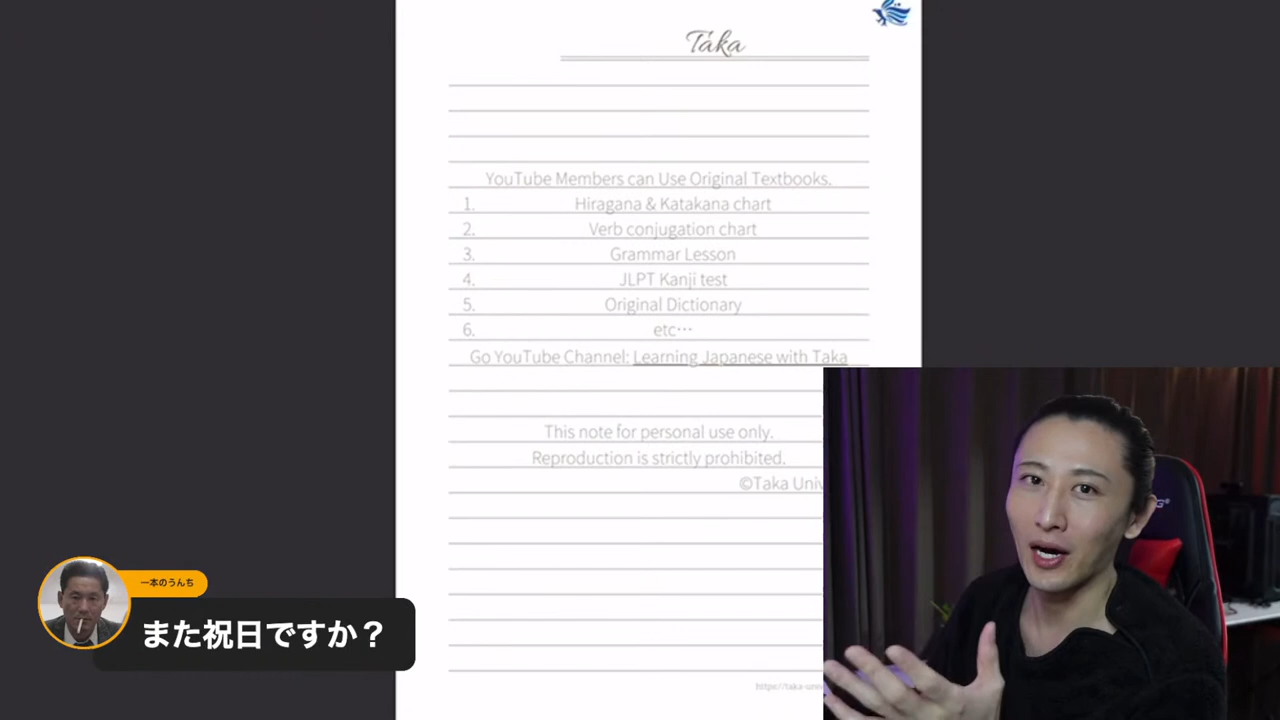 Taka
YouTube Members can Use Original Textbooks.
1. Hiragana & Katakana chart
2. Verb conjugation chart
3. Grammar Lesson
4. JLPT Kanji test
5. Original Dictionary
6. etc…
Go YouTube Channel: Learning Japanese with Taka
This note for personal use only.
Reproduction is strictly prohibited.
©Taka Univ
https://taka-univ
一本のうんち
また祝日ですか？